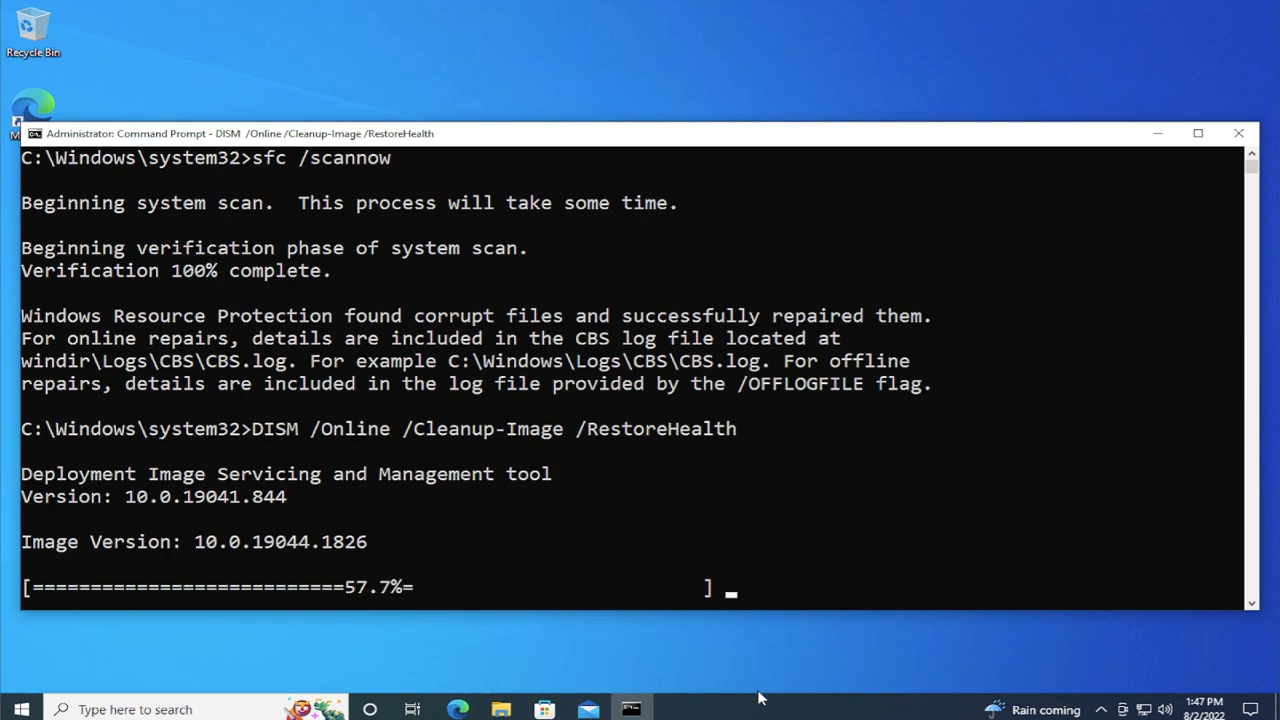 Recycle Bin
M
Administrator: Command Prompt - DISM /Online /Cleanup-Image /RestoreHealth
C:\Windows\system32>sfc /scannow
Beginning system scan.  This process will take some time.
Beginning verification phase of system scan.
Verification 100% complete.
Windows Resource Protection found corrupt files and successfully repaired them.
For online repairs, details are included in the CBS log file located at
windir\Logs\CBS\CBS.log. For example C:\Windows\Logs\CBS\CBS.log. For offline
repairs, details are included in the log file provided by the /OFFLOGFILE flag.
C:\Windows\system32>DISM /Online /Cleanup-Image /RestoreHealth
Deployment Image Servicing and Management tool
Version: 10.0.19041.844
Image Version: 10.0.19044.1826
[===========================57.7%=                         ] _
Type here to search
Rain coming
1:47 PM
8/2/2022